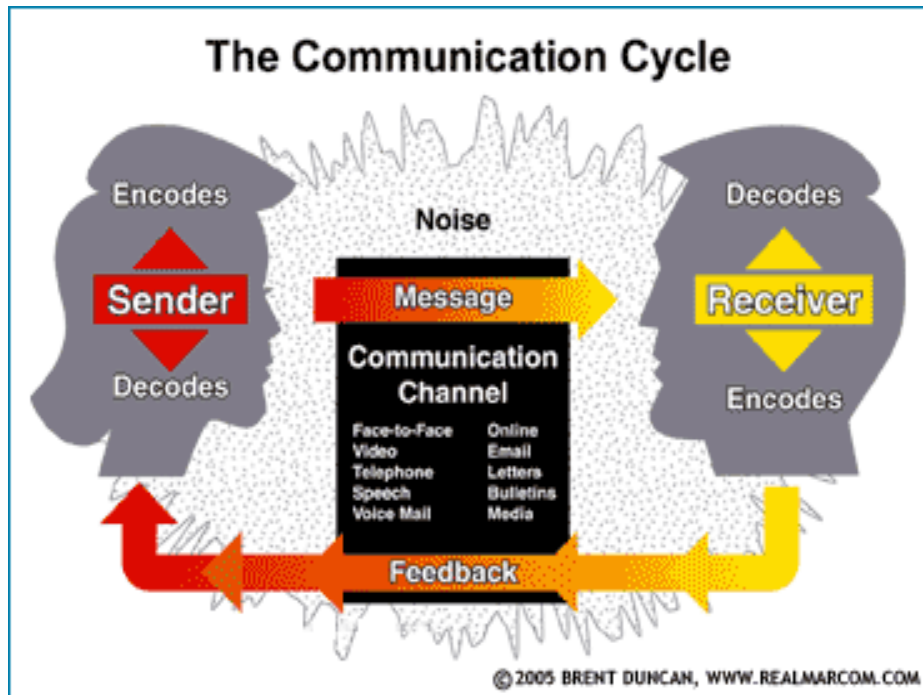 The Communication Cycle
Encodes
Sender
Decodes
Noise
Message
Communication
Channel
Face-to-Face Online
Video Email
Telephone Letters
Speech Bulletins
Voice Mail Media
Decodes
Receiver
Encodes
Feedback
©2005 BRENT DUNCAN, WWW.REALMARCOM.COM